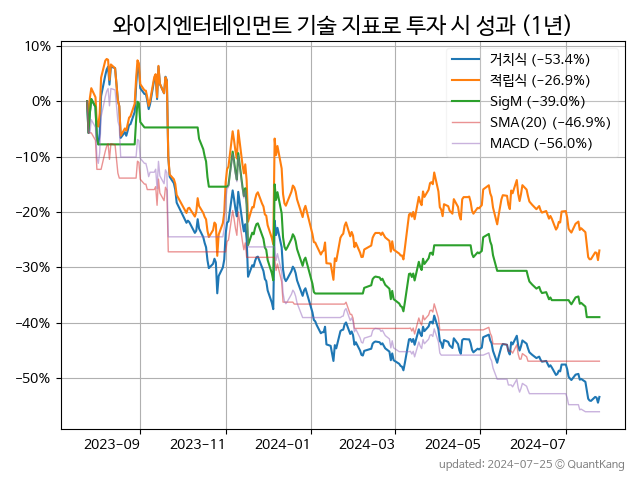 와이지엔터테인먼트 기술 지표로 투자 시 성과 (1년)
10%
0%
−10%
−20%
−30%
−40%
−50%
거치식 (−53.4%)
적립식 (−26.9%)
SigM (−39.0%)
SMA(20) (−46.9%)
MACD (−56.0%)
2023-09
2023-11
2024-01
2024-03
2024-05
2024-07
updated: 2024-07-25 © QuantKang